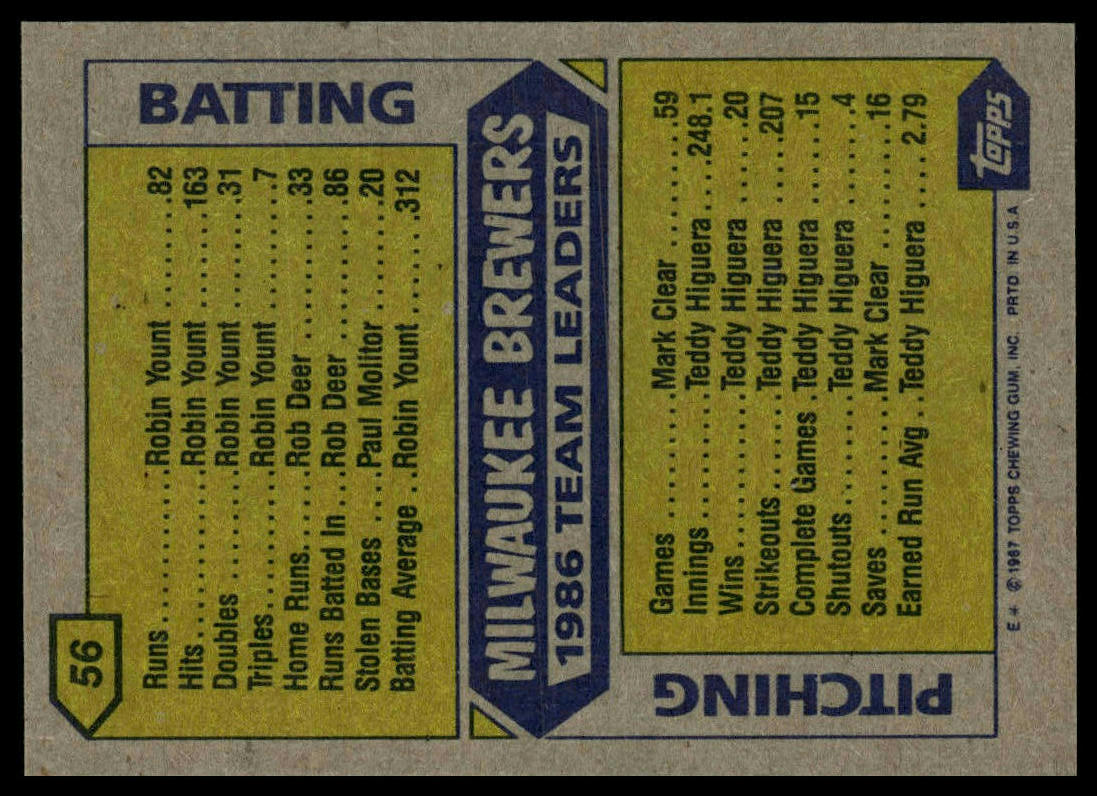 56
BATTING
Runs......Robin Yount......82
Hits......Robin Yount......163
Doubles......Robin Yount......31
Triples......Robin Yount......7
Home Runs......Rob Deer......33
Runs Batted In...Rob Deer......86
Stolen Bases....Paul Molitor......20
Batting Average..Robin Yount.....312
MILWAUKEE BREWERS
1986 TEAM LEADERS
PITCHING
Games......Mark Clear......59
Innings......Teddy Higuera....248.1
Wins......Teddy Higuera......20
Strikeouts......Teddy Higuera....207
Complete Games.Teddy Higuera......15
Shutouts......Teddy Higuera......4
Saves......Mark Clear......16
Earned Run Avg..Teddy Higuera....2.79
topps
E* ©1987 TOPPS CHEWING GUM, INC. PRTD IN U.S.A